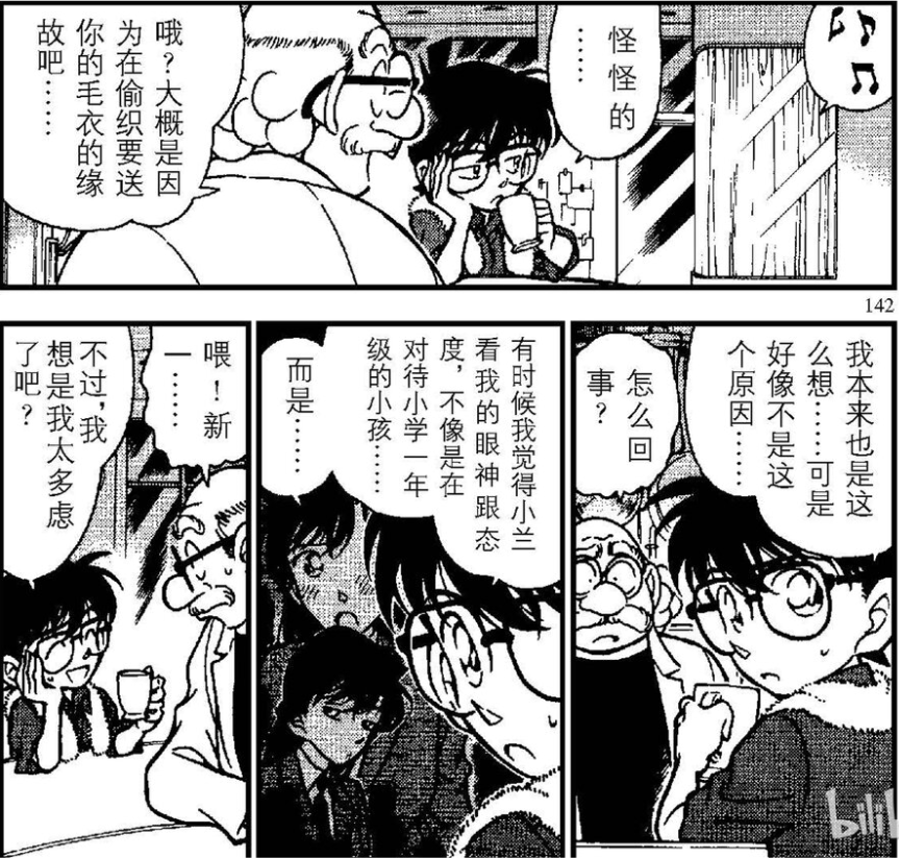 怪怪的
……
哦？大概是因
为在偷织要送
你的毛衣的缘
故吧……
142
我本来也是这
么想……可是
好像不是这
个原因…
怎么回
事？
有时候我觉得小兰
看我的眼神跟态
度，不像是在
对待小学一年
级的小孩……
而是……
喂！新
一……
不过，我
想是我太多虑
了吧？
bilib